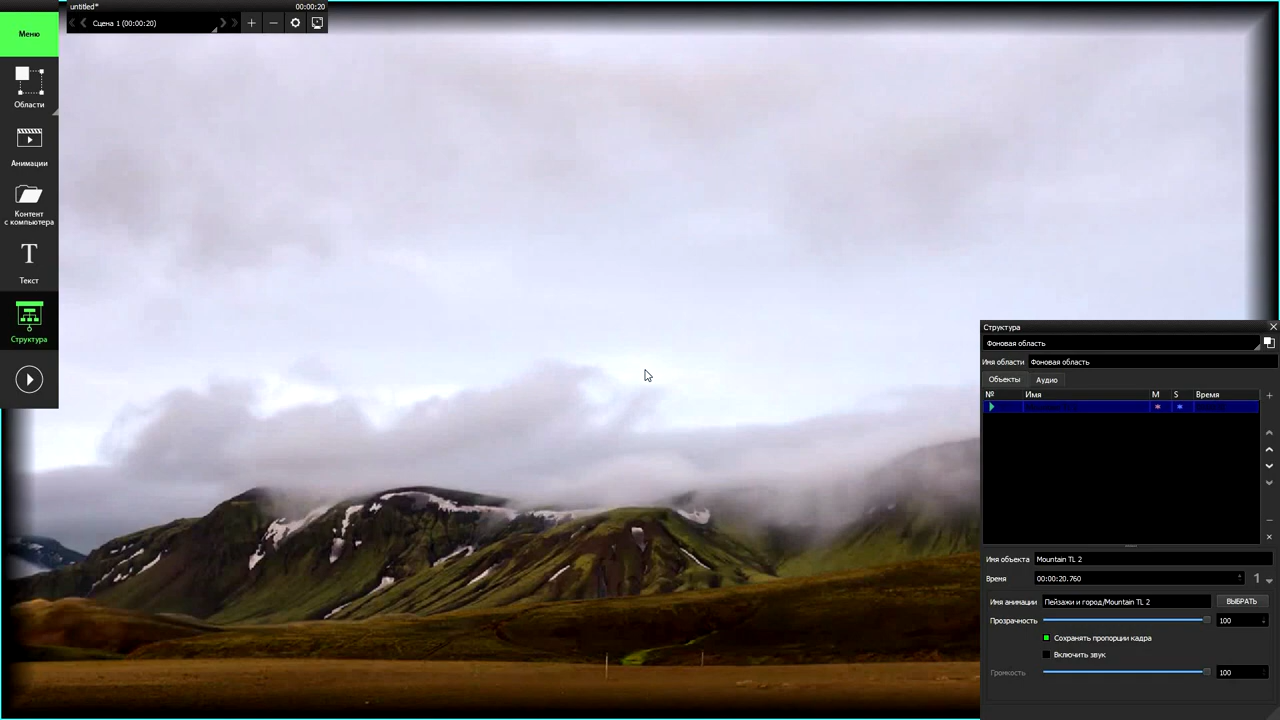 untitled*
00:00:20
Сцена 1 (00:00:20)
Меню
Области
Анимации
Контент
с компьютера
Текст
Структура
Структура
Фоновая область
Имя области Фоновая область
Объекты Аудио
№ Имя M S Время
Имя объекта Mountain TL 2
Время 00:00:20.760 1
Имя анимации Пейзажи и город/Mountain TL 2 ВЫБРАТЬ
Прозрачность 100
Сохранять пропорции кадра
Включить звук
Громкость 100